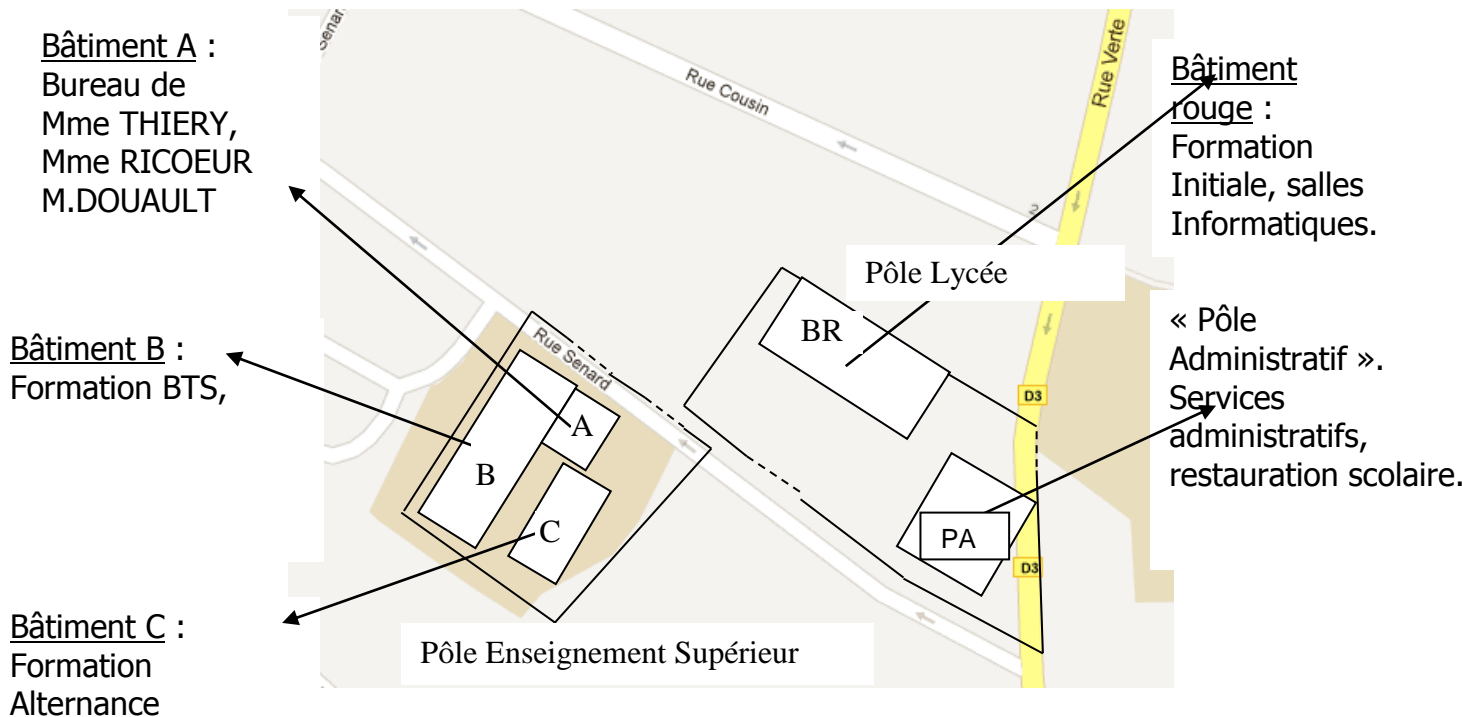 Bâtiment A :
Bureau de
Mme THIERY,
Mme RICOEUR
M.DOUAULT
Bâtiment B :
Formation BTS,
Bâtiment C :
Formation
Alternance
Senar
Rue Cousin
Rue Verte
2
Pôle Lycée
BR
Rue Senard
A
B
C
D3
PA
D3
Pôle Enseignement Supérieur
Bâtiment
rouge :
Formation
Initiale, salles
Informatiques.
« Pôle
Administratif ».
Services
administratifs,
restauration scolaire.